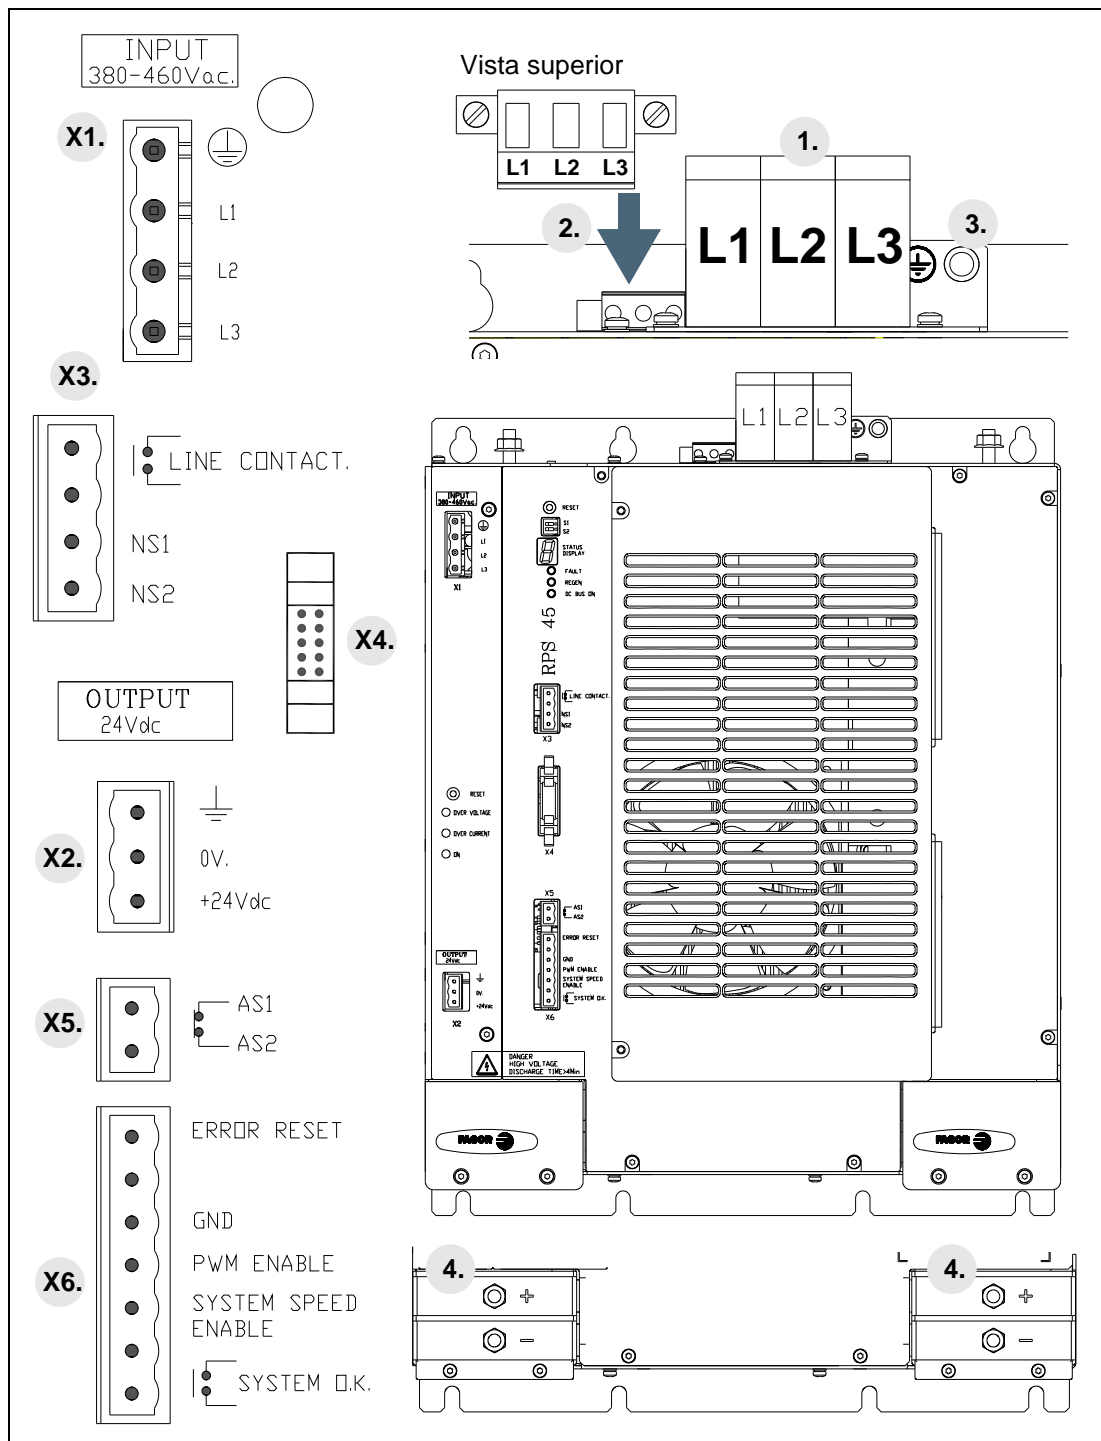 INPUT
380-460Vac.
X1.
L1
L2
L3
X3.
LINE CONTACT.
NS1
NS2
X4.
OUTPUT
24Vdc
X2.
0V.
+24Vdc
X5.
AS1
AS2
X6.
ERROR RESET
GND
PWM ENABLE
SYSTEM SPEED
ENABLE
SYSTEM O.K.
Vista superior
L1 L2 L3
1.
2.
L1 L2 L3
3.
L1 L2 L3
INPUT
380-460Vac.
L1
L2
L3
X1
RESET
OVER VOLTAGE
OVER CURRENT
ON
OUTPUT
24Vdc
0V.
+24Vdc
X2
RESET
S1
S2
STATUS
DISPLAY
FAULT
REGEN
DC BUS ON
RPS 45
LINE CONTACT.
NS1
NS2
X3
X4
X5
AS1
AS2
ERROR RESET
GND
PWM ENABLE
SYSTEM SPEED
ENABLE
SYSTEM O.K.
X6
DANGER
HIGH VOLTAGE
DISCHARGE TIME>4Min
FAGOR
FAGOR
4.
+
-
4.
+
-